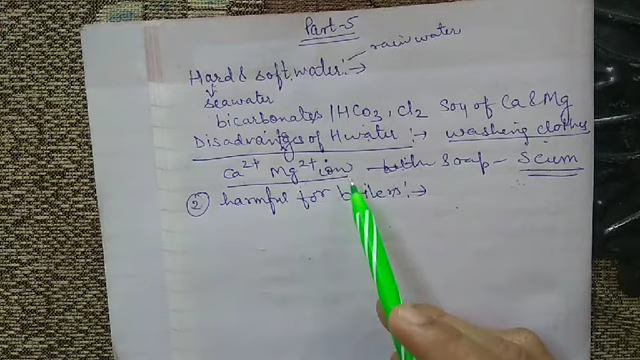 Part-5
Hard & soft water:→ rain water
seawater
bicarbonates / HCO3, Cl2 SO4 of Ca & Mg
Disadvantages of H water :→ washing clothes
Ca2+ Mg2+ ion with soap - Scum
② harmful for boilers:→